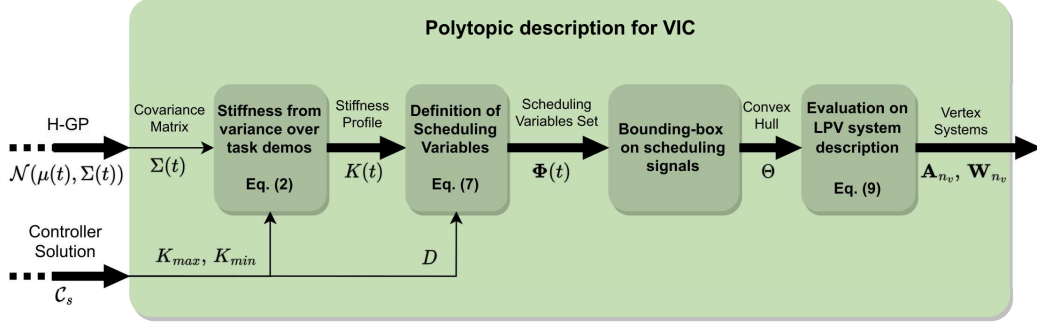 Polytopic description for VIC
H-GP
𝒩(μ(t), Σ(t))
Covariance
Matrix
Σ(t)
Stiffness from
variance over
task demos
Eq. (2)
Stiffness
Profile
K(t)
Definition of
Scheduling
Variables
Eq. (7)
Scheduling
Variables Set
Φ(t)
Bounding-box
on scheduling
signals
Convex
Hull
Θ
Evaluation on
LPV system
description
Eq. (9)
Vertex
Systems
A_{n_v}, W_{n_v}
Controller
Solution
𝒞_s
K_{max}, K_{min}
D